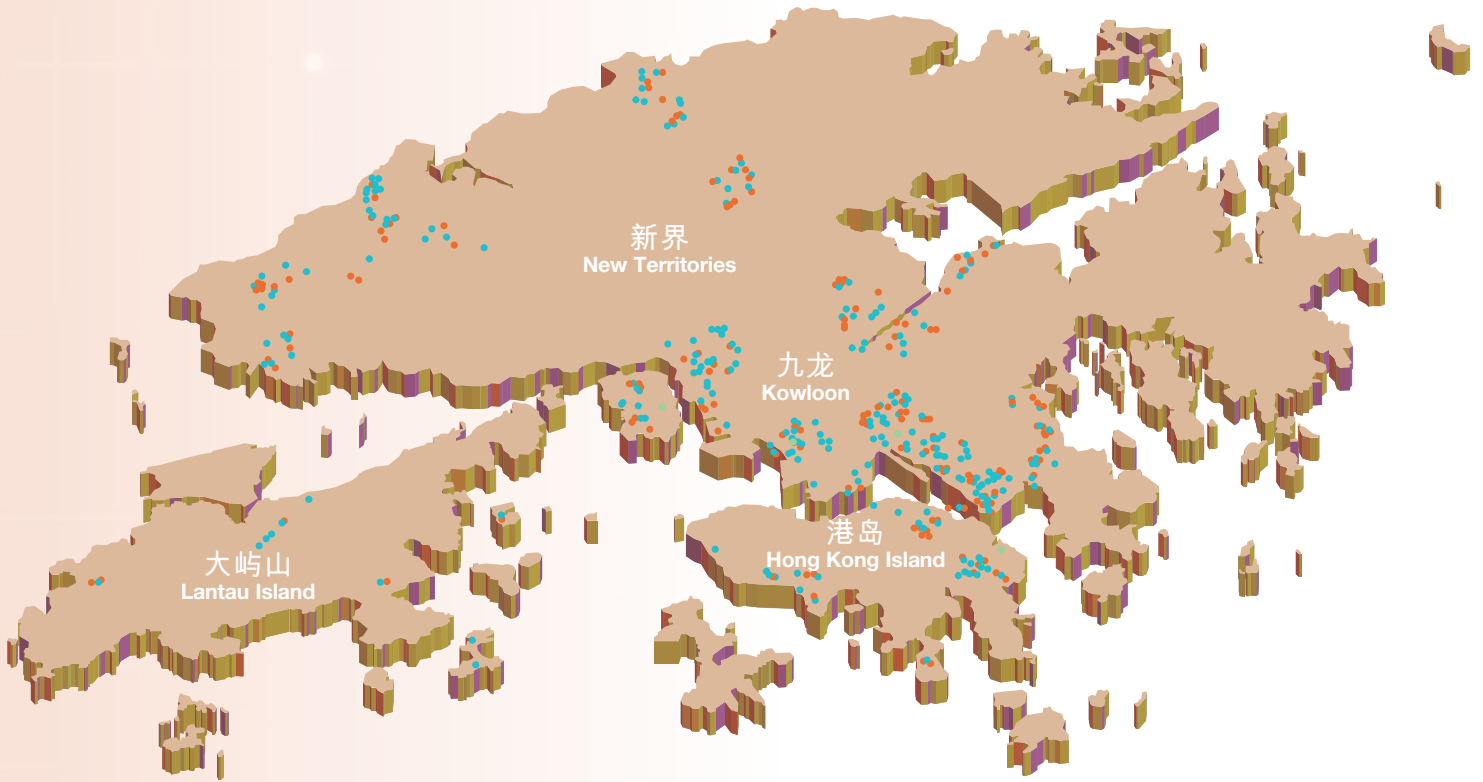 新界
New Territories
九龙
Kowloon
港岛
Hong Kong Island
大屿山
Lantau Island